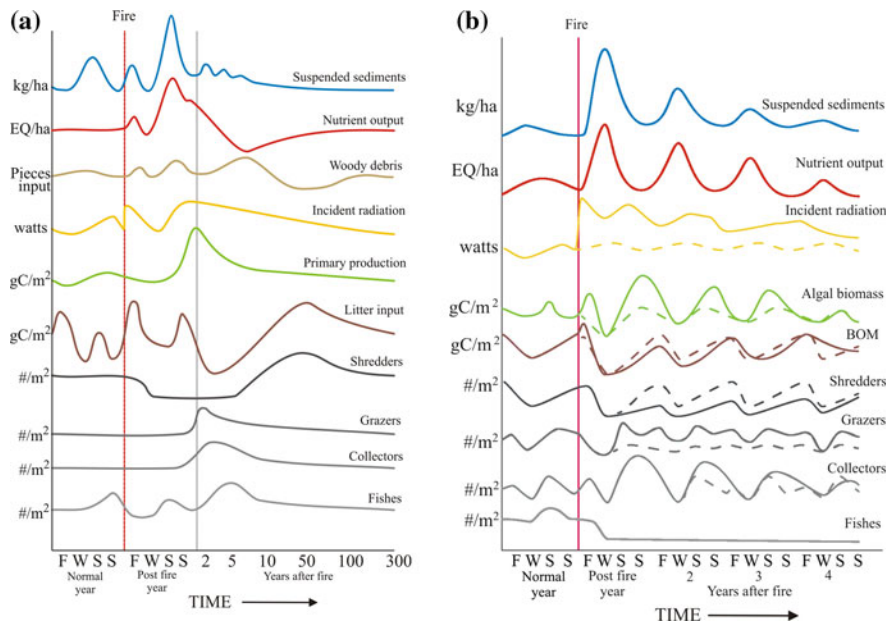 (a)
Fire
kg/ha
Suspended sediments
EQ/ha
Nutrient output
Pieces
input
Woody debris
Incident radiation
watts
Primary production
gC/m²
Litter input
gC/m²
Shredders
#/m²
Grazers
#/m²
Collectors
#/m²
Fishes
#/m²
F W S S F W S S 2 5 10 50 100 300
Normal
year
Post fire
year
Years after fire
TIME
(b)
Fire
kg/ha
Suspended sediments
EQ/ha
Nutrient output
Incident radiation
watts
Algal biomass
gC/m²
BOM
gC/m²
Shredders
#/m²
Grazers
#/m²
Collectors
#/m²
#/m²
Fishes
F W S S F W S S F W S S F W S S F W S S
Normal
year
Post fire
year
2 3 4
Years after fire
TIME